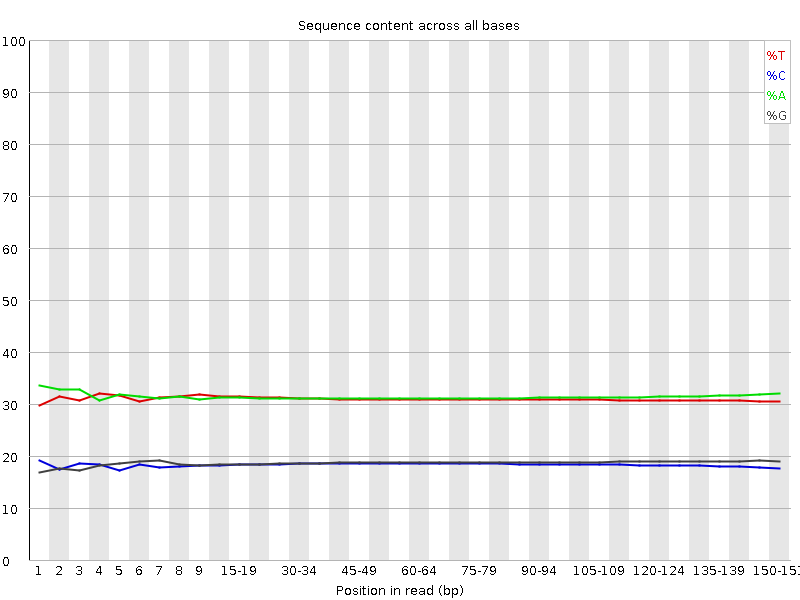 Sequence content across all bases
100
90
80
70
60
50
40
30
20
10
0
%T
%C
%A
%G
1 2 3 4 5 6 7 8 9 15-19 30-34 45-49 60-64 75-79 90-94 105-109 120-124 135-139 150-151
Position in read (bp)